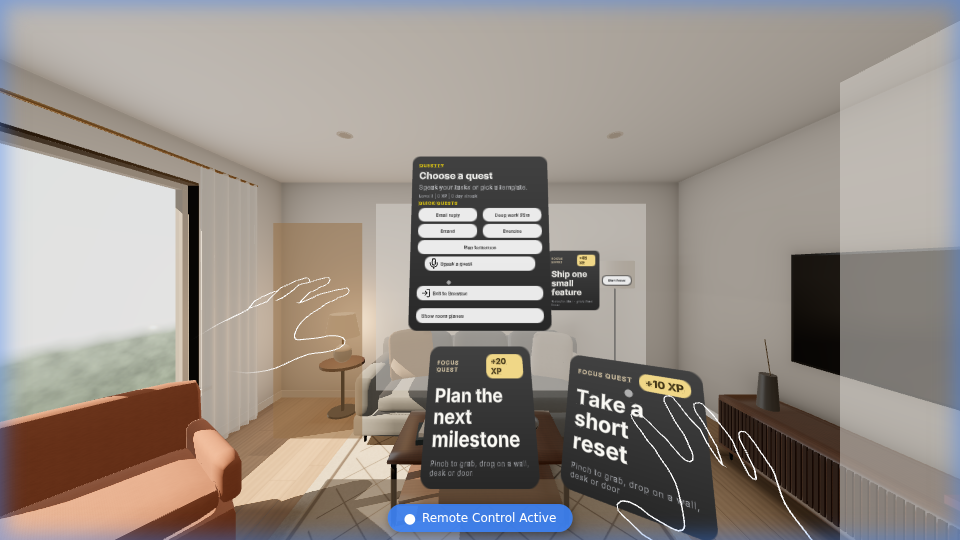 QUESTIFY
Choose a quest
Speak your tasks or pick a template.
QUICK QUESTS
Email reply
Deep work 25m
Errand
Exercise
Plan tomorrow
Speak a quest
Exit to Browser
Show room planes
FOCUS
QUEST
Ship one
small
feature
FOCUS
QUEST
+20
XP
Plan the
next
milestone
Pinch to grab, drop on a wall,
desk or door.
FOCUS QUEST
+10 XP
Take a
short
reset
Pinch to grab, drop on a wall,
desk or door.
Remote Control Active